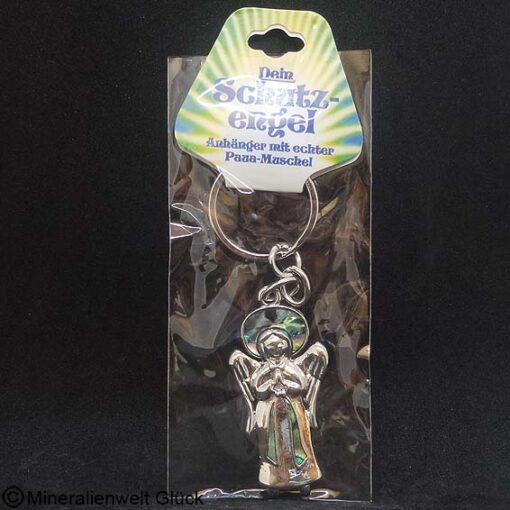 Dein
Schutz-
engel
Anhänger mit echter
Paua-Muschel
©Mineralienwelt Glück